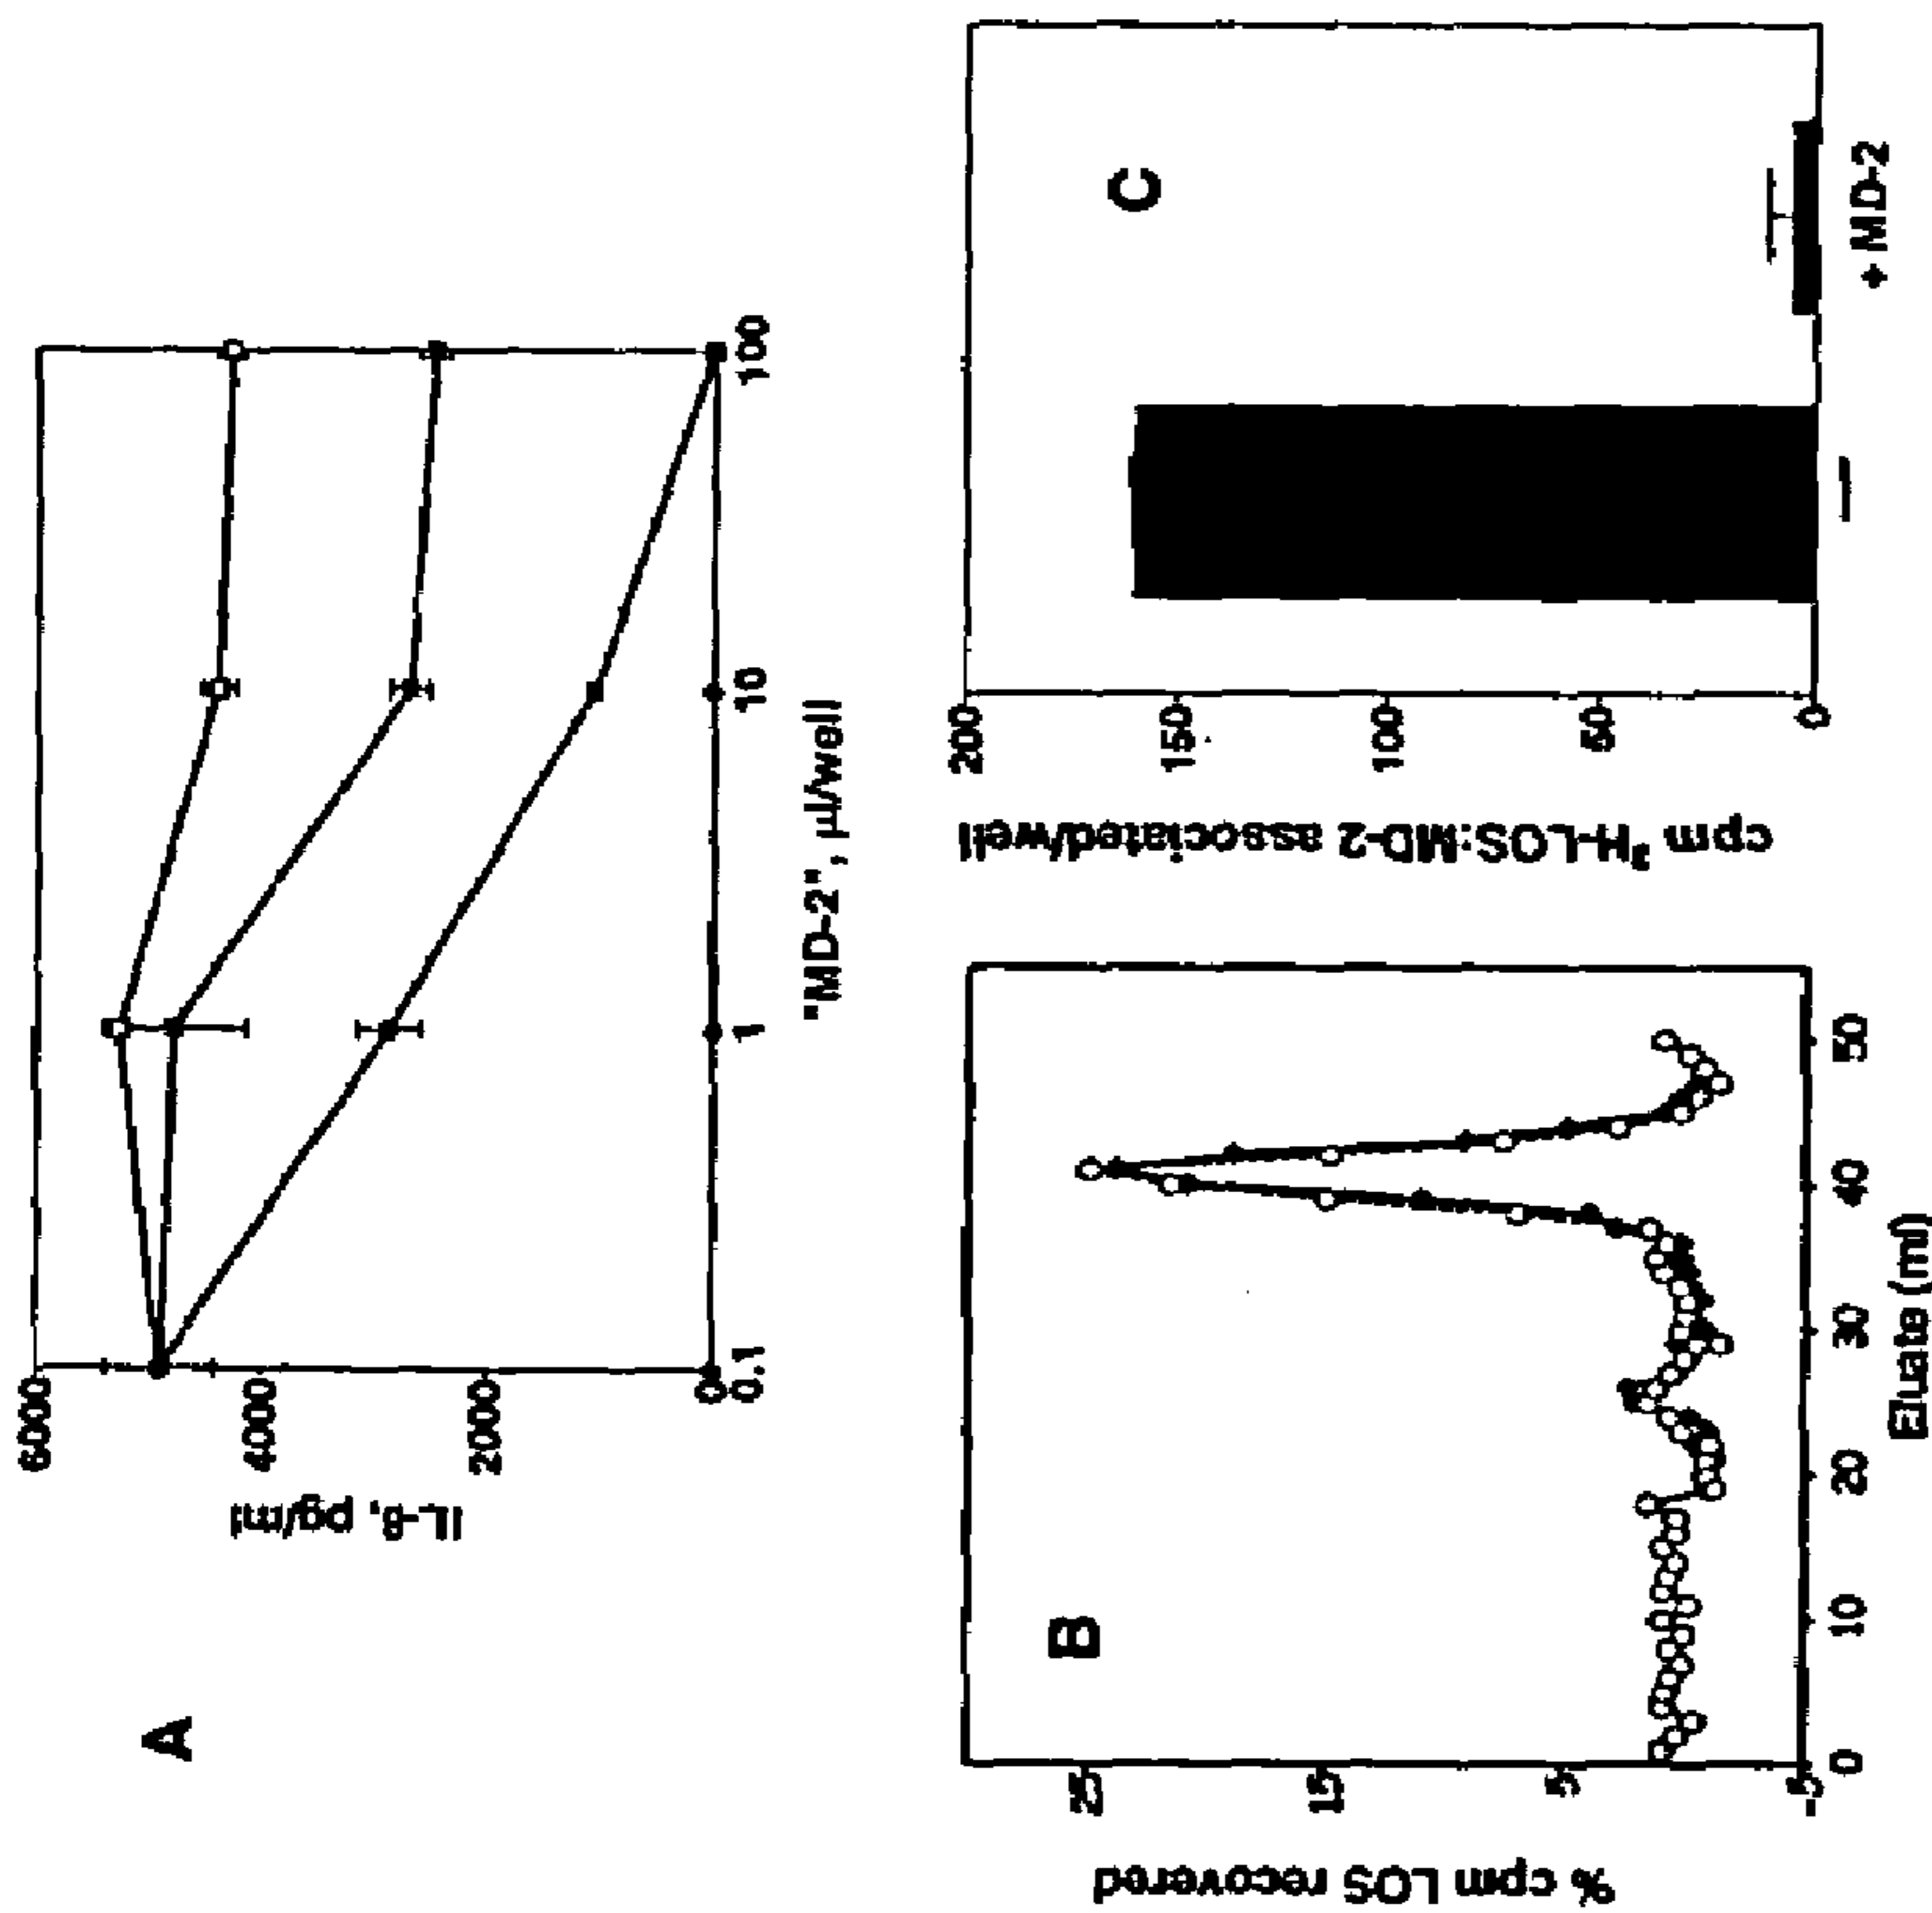 A
6000
4000
2000
0
IL-8, pg/ml
0.1
1
10
100
"MD-2", µl/well
B
25
15
5
-5
% cpm LOS recovered
0
10
20
30
40
50
Eluate (ml)
C
200
150
100
50
0
cpm ³H-LOS:MD-2 associated/well
–
+ MD-2